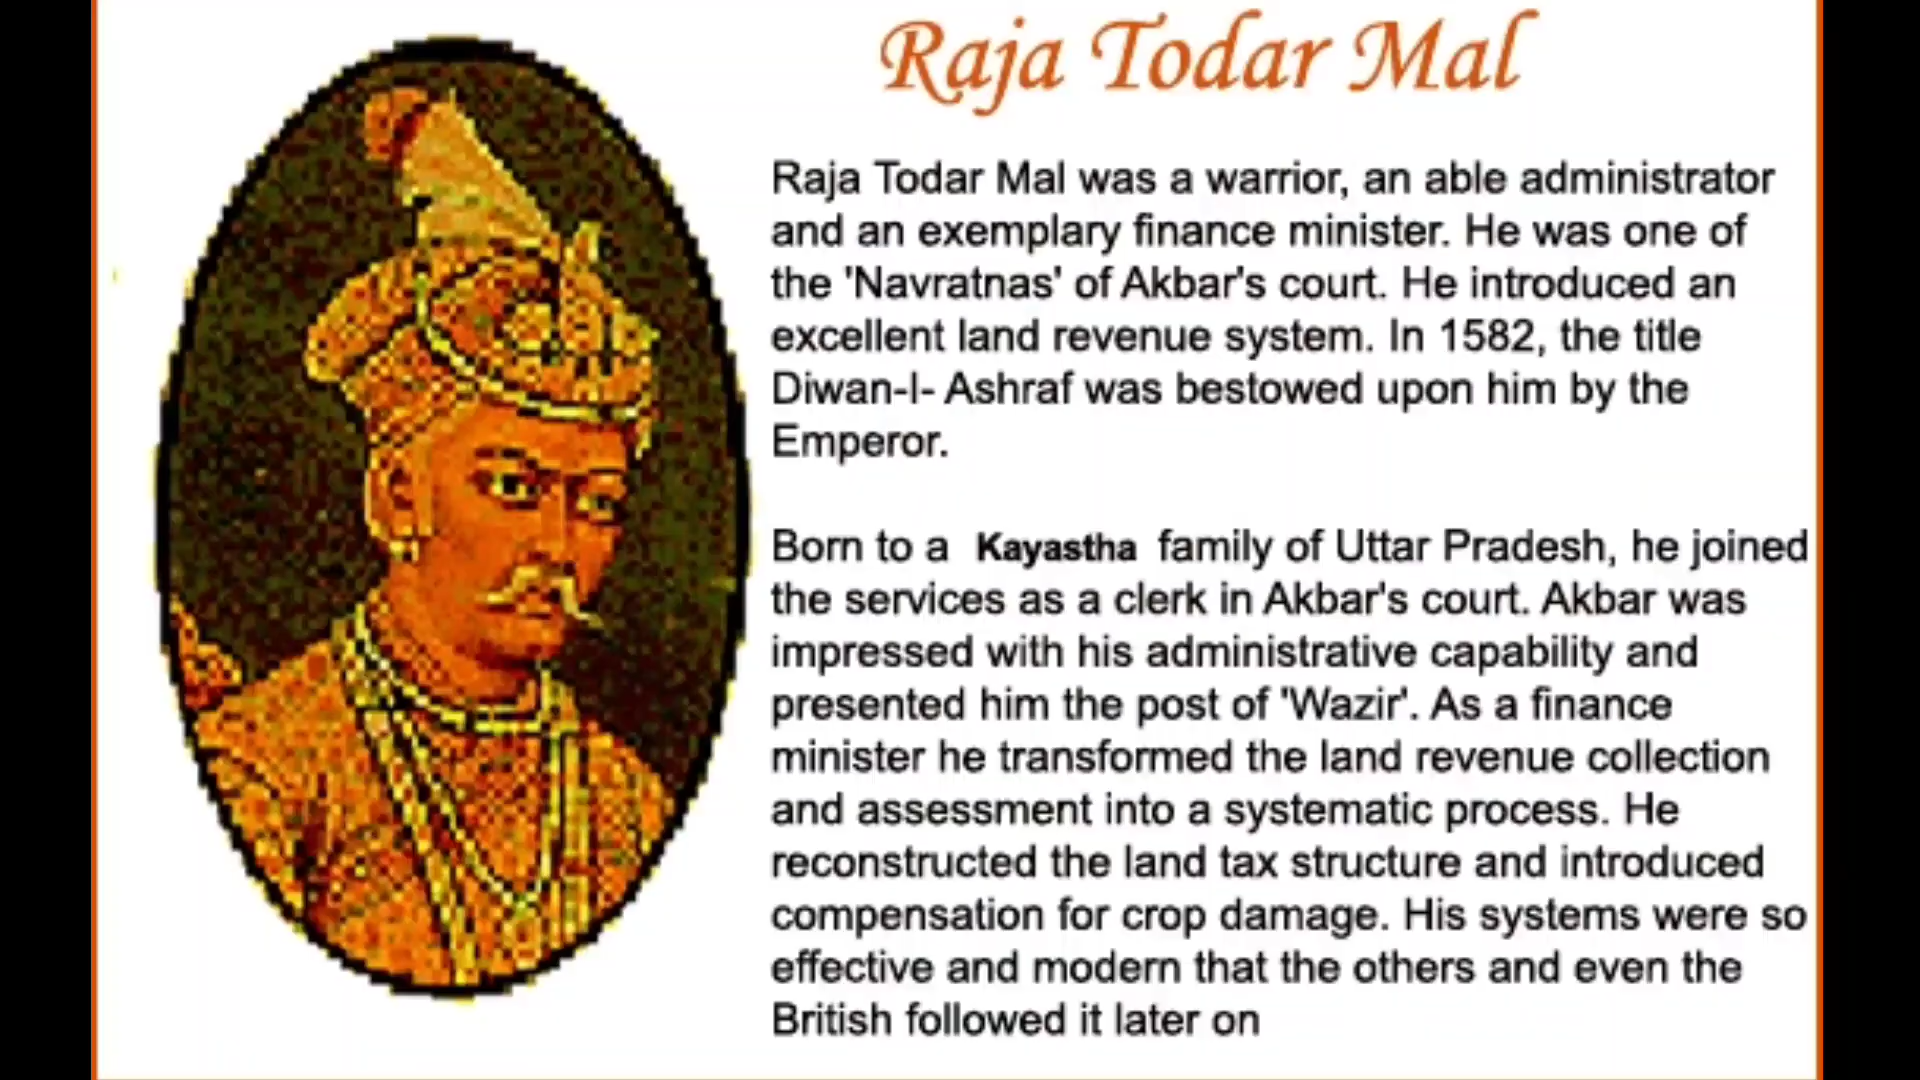 Raja Todar Mal
Raja Todar Mal was a warrior, an able administrator
and an exemplary finance minister. He was one of
the 'Navratnas' of Akbar's court. He introduced an
excellent land revenue system. In 1582, the title
Diwan-I- Ashraf was bestowed upon him by the
Emperor.
Born to a Kayastha family of Uttar Pradesh, he joined
the services as a clerk in Akbar's court. Akbar was
impressed with his administrative capability and
presented him the post of 'Wazir'. As a finance
minister he transformed the land revenue collection
and assessment into a systematic process. He
reconstructed the land tax structure and introduced
compensation for crop damage. His systems were so
effective and modern that the others and even the
British followed it later on